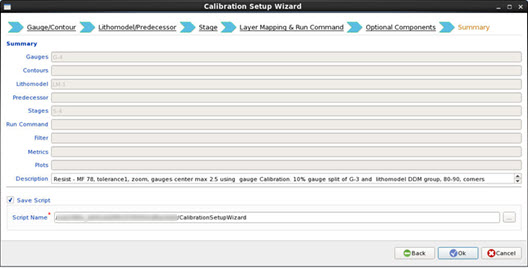 Calibration Setup Wizard
Gauge/Contour Lithomodel/Predecessor Stage Layer Mapping & Run Command Optional Components Summary
Summary
Gauges G-4
Contours
Lithomodel LM-1
Predecessor
Stages S-4
Run Command
Filter
Metrics
Plots
Description Resist - MF 78, tolerance1, zoom, gauges center max 2.5 using gauge Calibration. 10% gauge split of G-3 and lithomodel DDM group, 80-90, corners
Save Script
Script Name * /CalibrationSetupWizard ...
Back Ok Cancel